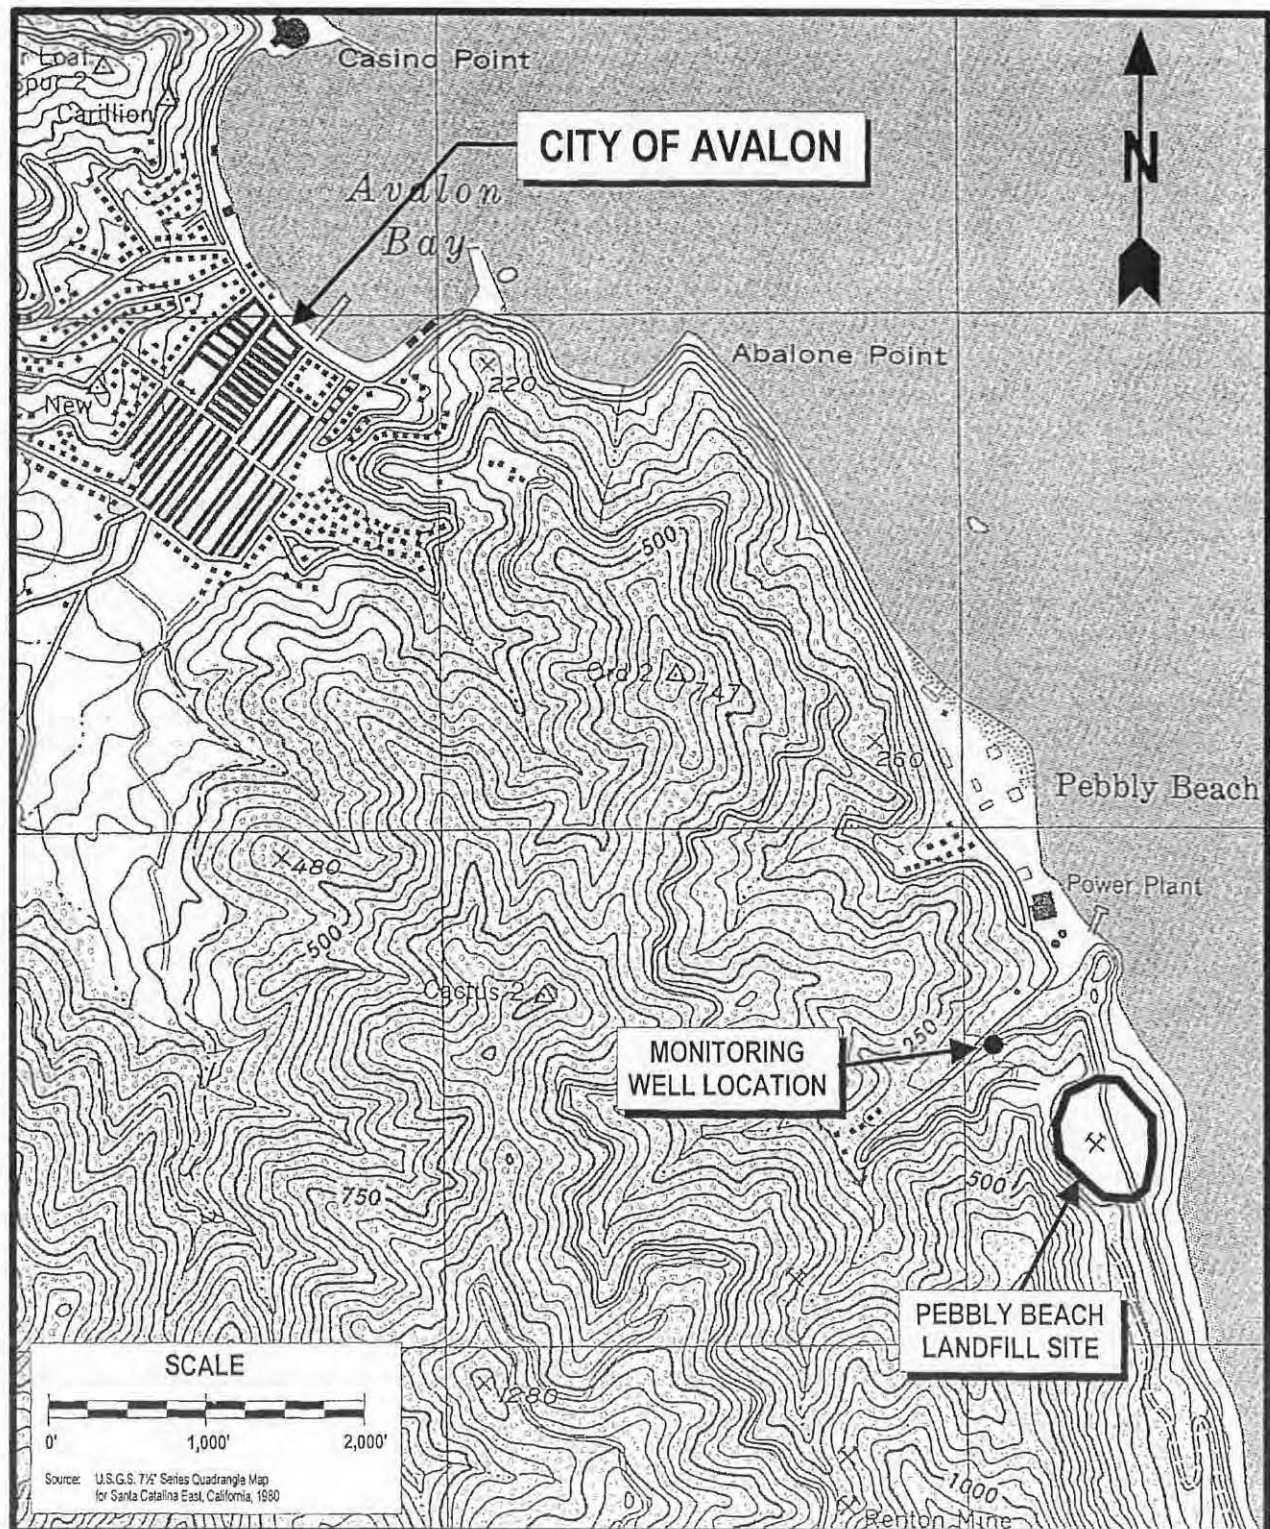 Casino Point
r Loaf
pur 2
Carillion
N
CITY OF AVALON
Avalon
Bay
Abalone Point
220
New
500
Ord 2
747
260
Pebbly Beach
480
Power Plant
500
Cactus 2
250
MONITORING
WELL LOCATION
500
750
PEBBLY BEACH
LANDFILL SITE
SCALE
0'
1,000'
2,000'
Source: U.S.G.S. 7½' Series Quadrangle Map
for Santa Catalina East, California, 1980
1280
1000
Renton Mine